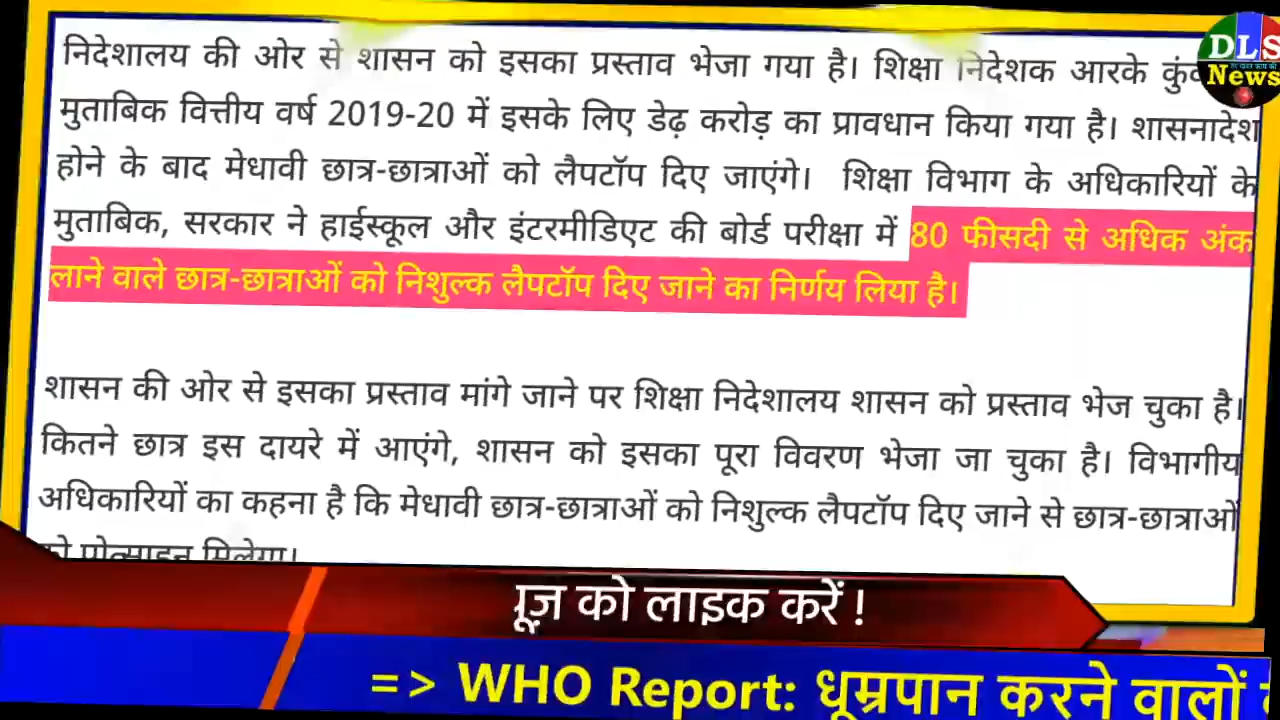 निदेशालय की ओर से शासन को इसका प्रस्ताव भेजा गया है। शिक्षा निदेशक आरके
मुताबिक वित्तीय वर्ष 2019-20 में इसके लिए डेढ़ करोड़ का प्रावधान किया गया है। शासनादेश
होने के बाद मेधावी छात्र-छात्राओं को लैपटॉप दिए जाएंगे। शिक्षा विभाग के अधिकारियों के
मुताबिक, सरकार ने हाईस्कूल और इंटरमीडिएट की बोर्ड परीक्षा में 80 फीसदी से अधिक अंक
लाने वाले छात्र-छात्राओं को निशुल्क लैपटॉप दिए जाने का निर्णय लिया है।
शासन की ओर से इसका प्रस्ताव मांगे जाने पर शिक्षा निदेशालय शासन को प्रस्ताव भेज चुका है।
कितने छात्र इस दायरे में आएंगे, शासन को इसका पूरा विवरण भेजा जा चुका है। विभागीय
अधिकारियों का कहना है कि मेधावी छात्र-छात्राओं को निशुल्क लैपटॉप दिए जाने से छात्र-छात्राओं
को प्रोत्साहन मिलेगा।
DLS
News
को लाइक करें !
=> WHO Report: धूम्रपान करने वालों